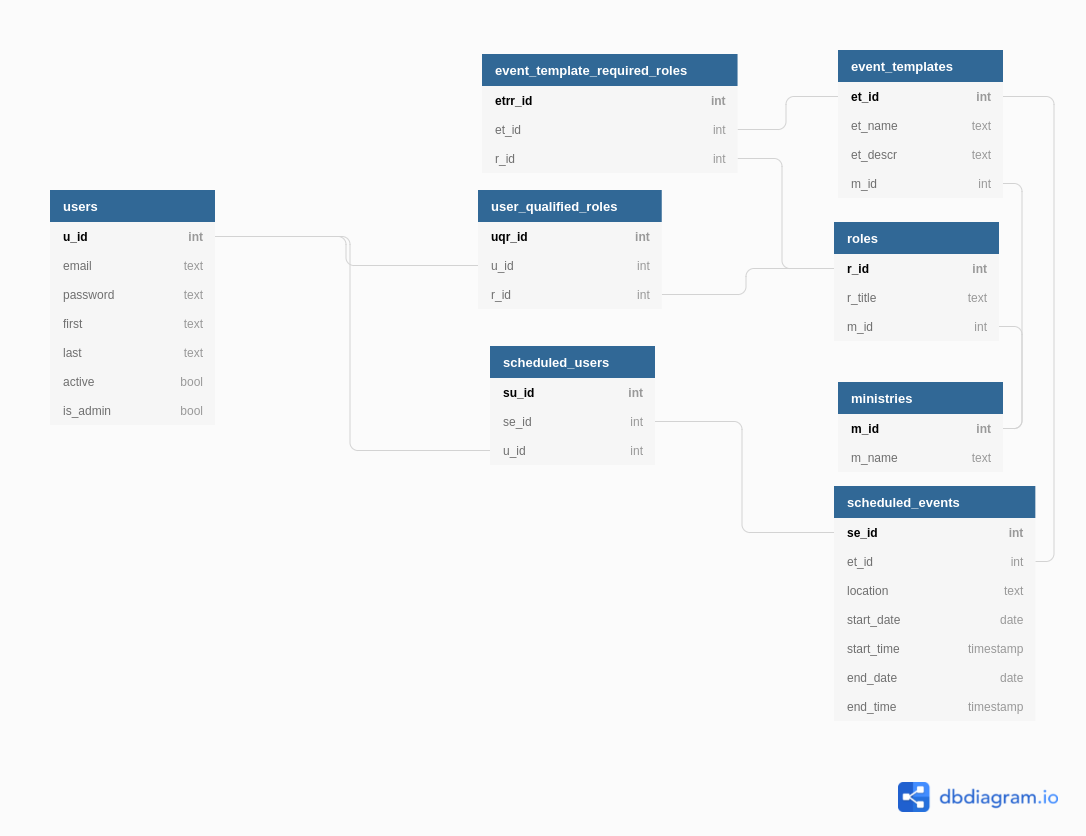 event_template_required_roles
etrr_id int
et_id int
r_id int
event_templates
et_id int
et_name text
et_descr text
m_id int
users
u_id int
email text
password text
first text
last text
active bool
is_admin bool
user_qualified_roles
uqr_id int
u_id int
r_id int
roles
r_id int
r_title text
m_id int
scheduled_users
su_id int
se_id int
u_id int
ministries
m_id int
m_name text
scheduled_events
se_id int
et_id int
location text
start_date date
start_time timestamp
end_date date
end_time timestamp
dbdiagram.io